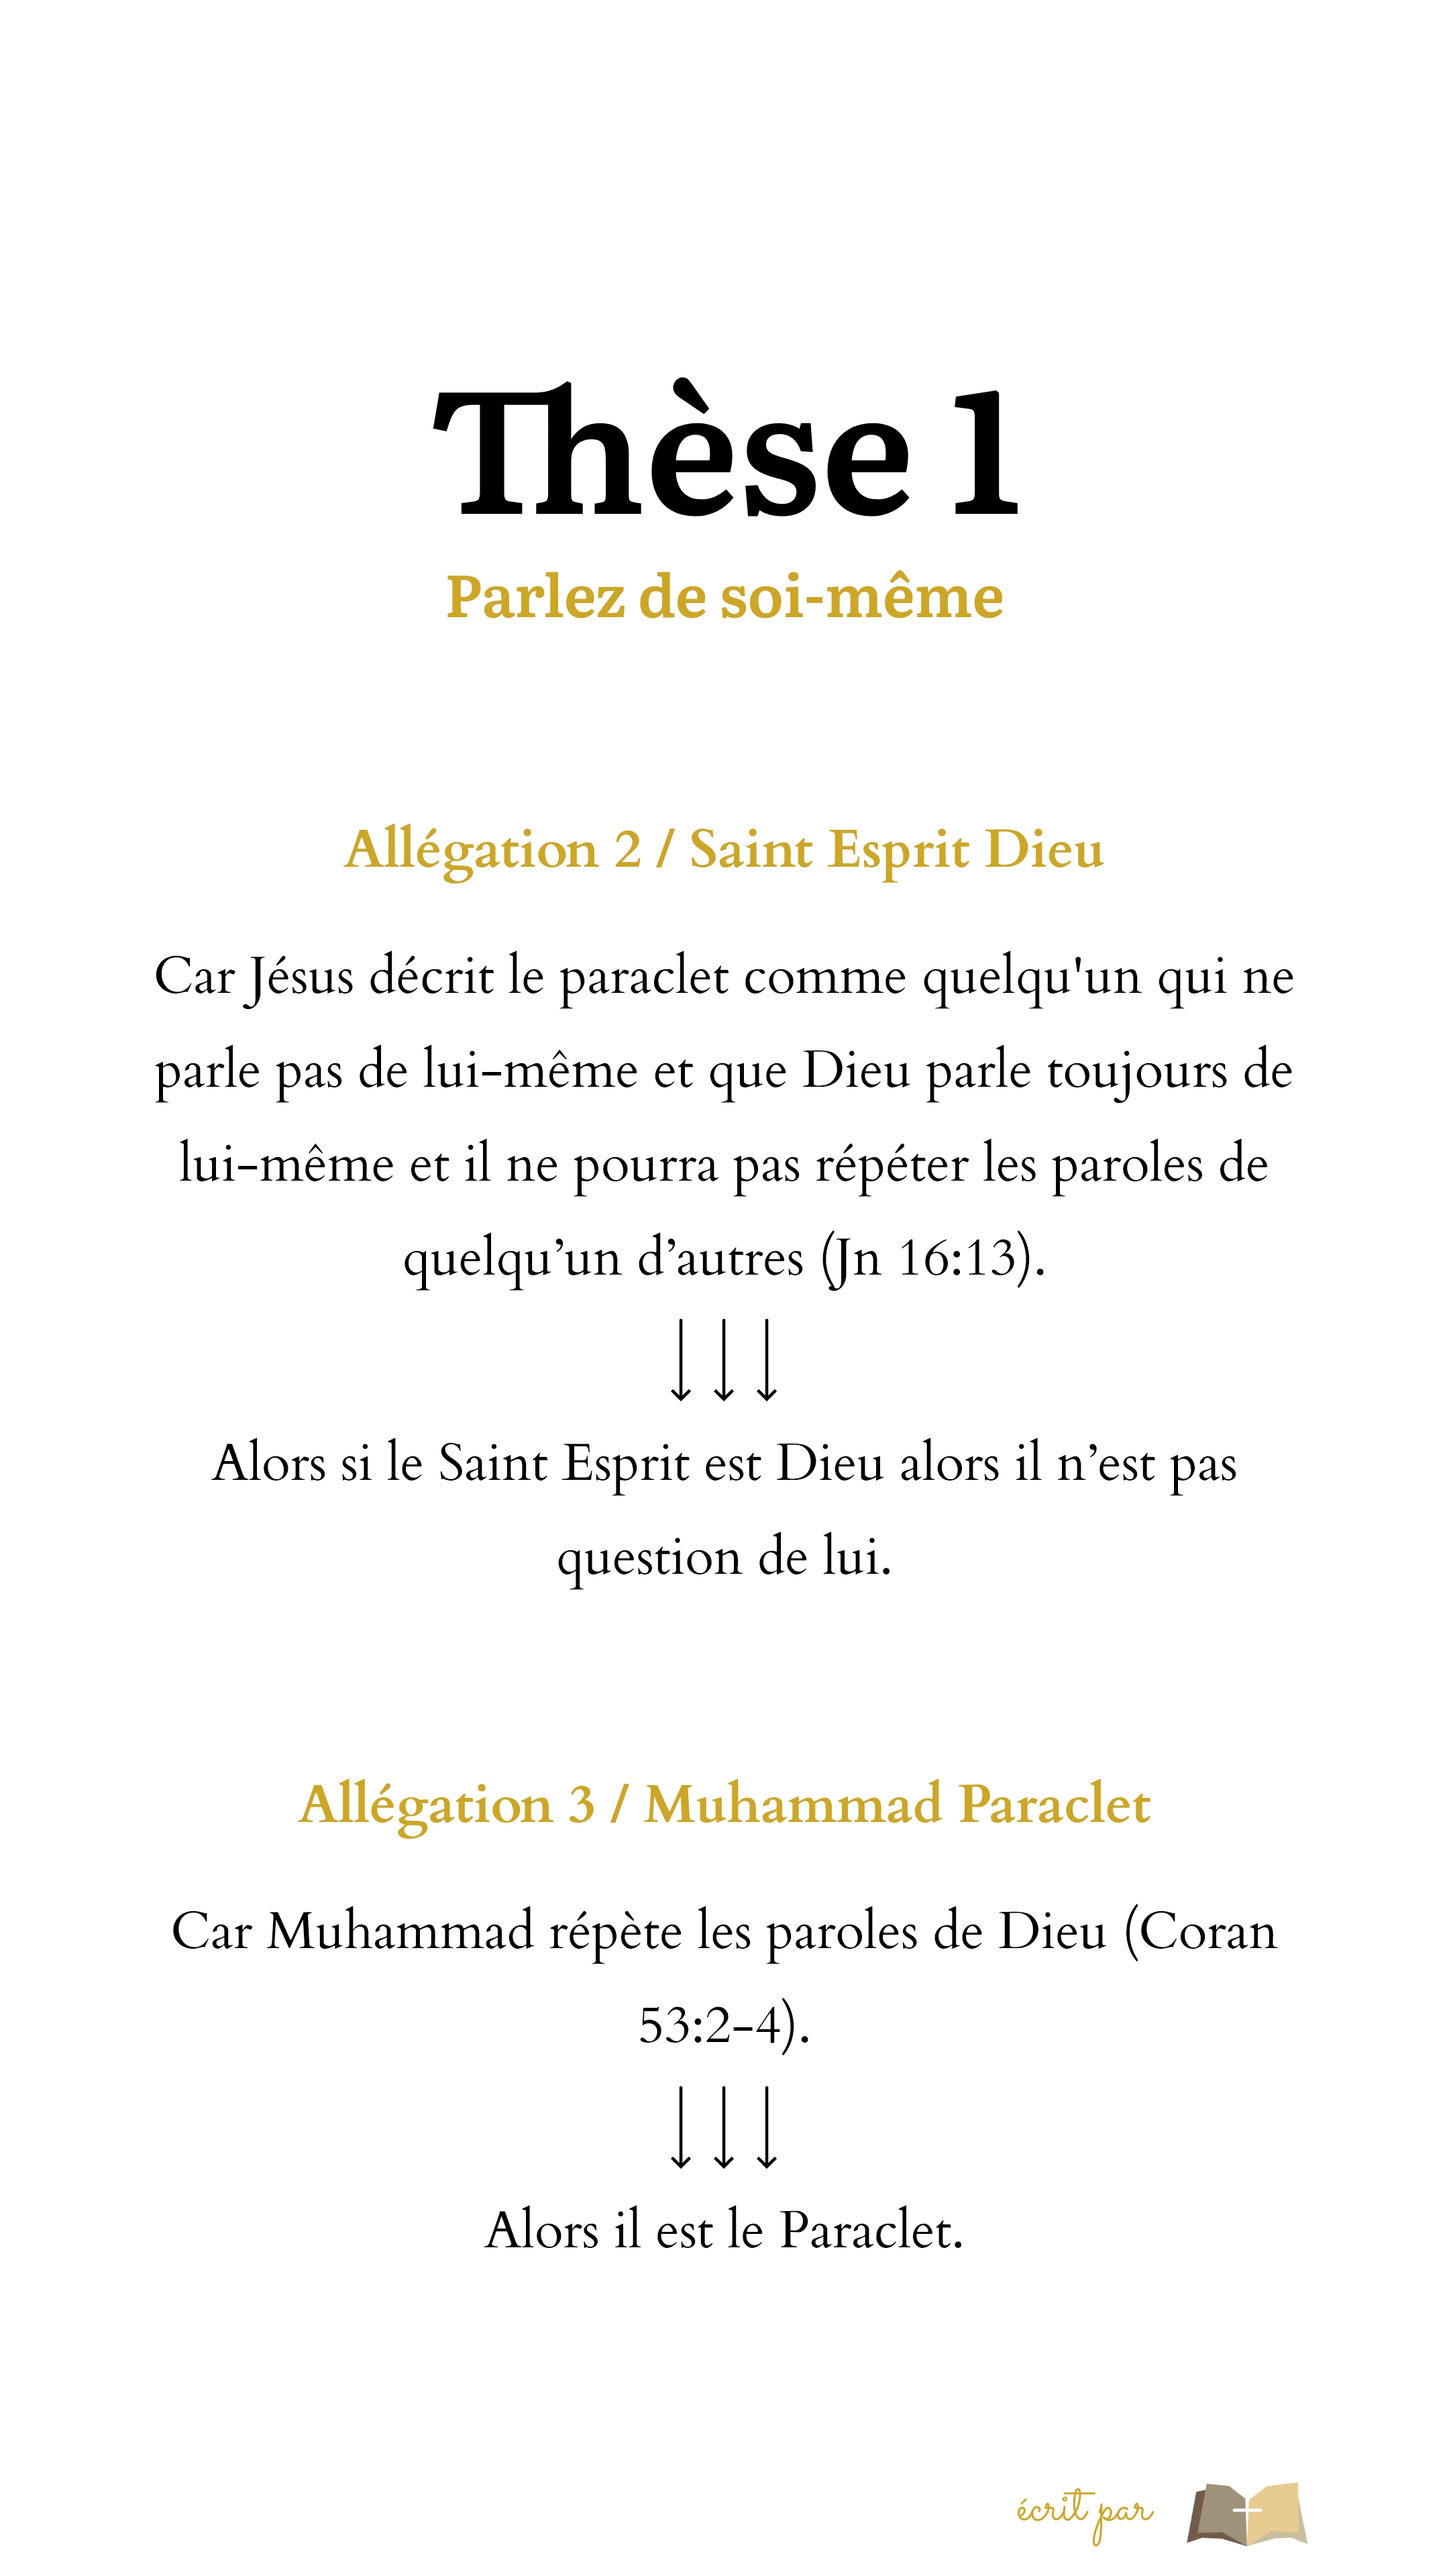 Thèse 1
Parlez de soi-même
Allégation 2 / Saint Esprit Dieu
Car Jésus décrit le paraclet comme quelqu'un qui ne
parle pas de lui-même et que Dieu parle toujours de
lui-même et il ne pourra pas répéter les paroles de
quelqu’un d’autres (Jn 16:13).
↓↓↓
Alors si le Saint Esprit est Dieu alors il n’est pas
question de lui.
Allégation 3 / Muhammad Paraclet
Car Muhammad répète les paroles de Dieu (Coran
53:2-4).
↓↓↓
Alors il est le Paraclet.
écrit par